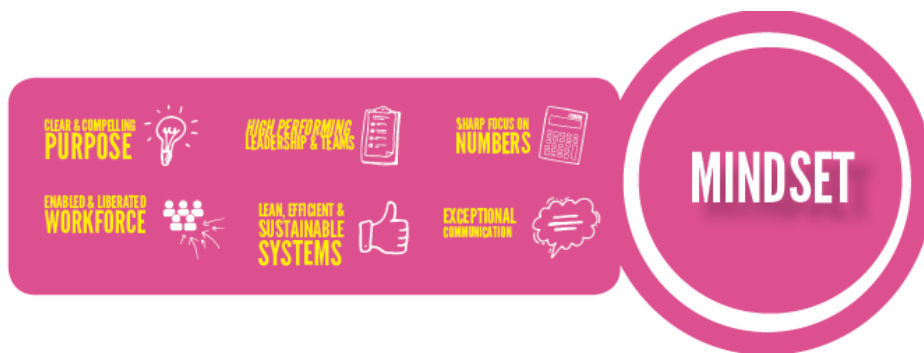 CLEAR & COMPELLING
PURPOSE
HIGH PERFORMING
LEADERSHIP & TEAMS
SHARP FOCUS ON
NUMBERS
ENABLED & LIBERATED
WORKFORCE
LEAN, EFFICIENT &
SUSTAINABLE
SYSTEMS
EXCEPTIONAL
COMMUNICATION
MINDSET